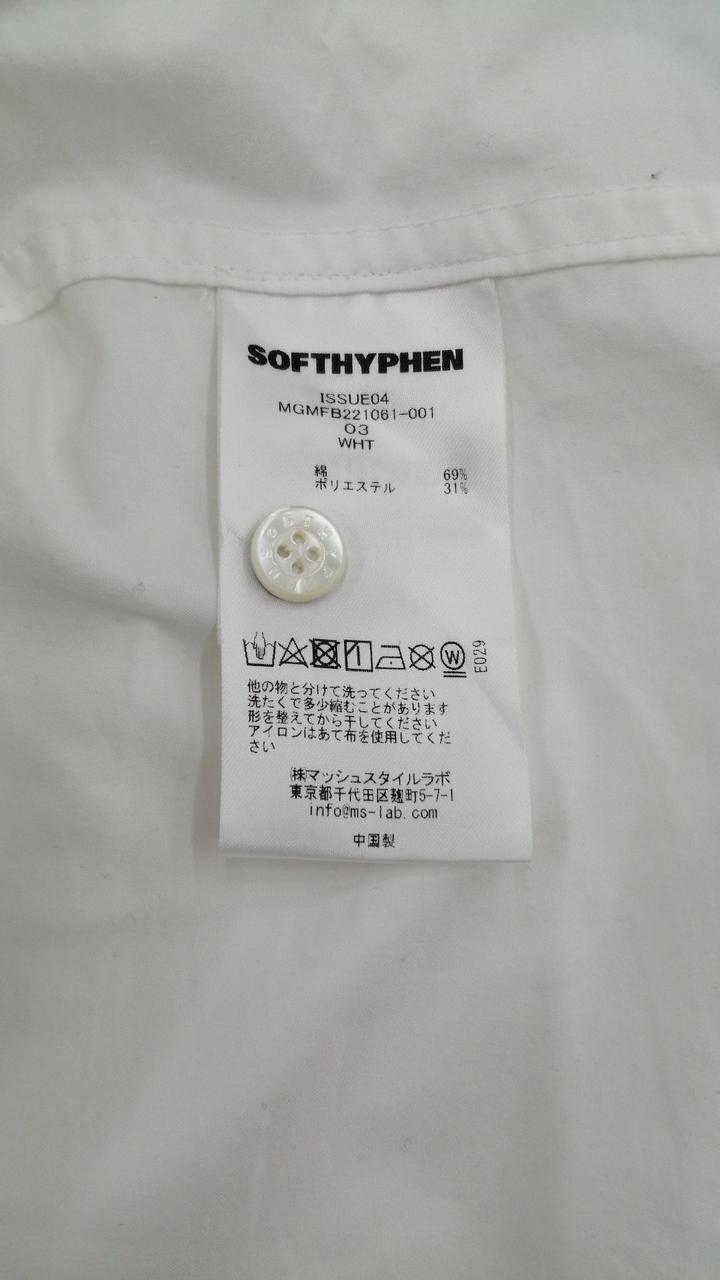 SOFTHYPHEN
ISSUE04
MGMFB221061-001
03
WHT
綿 69%
ポリエステル 31%
W
E029
他の物と分けて洗ってください
洗たくで多少縮むことがあります
形を整えてから干してください
アイロンはあて布を使用してくだ
さい
㈱マッシュスタイルラボ
東京都千代田区麹町5-7-1
info@ms-lab.com
中国製